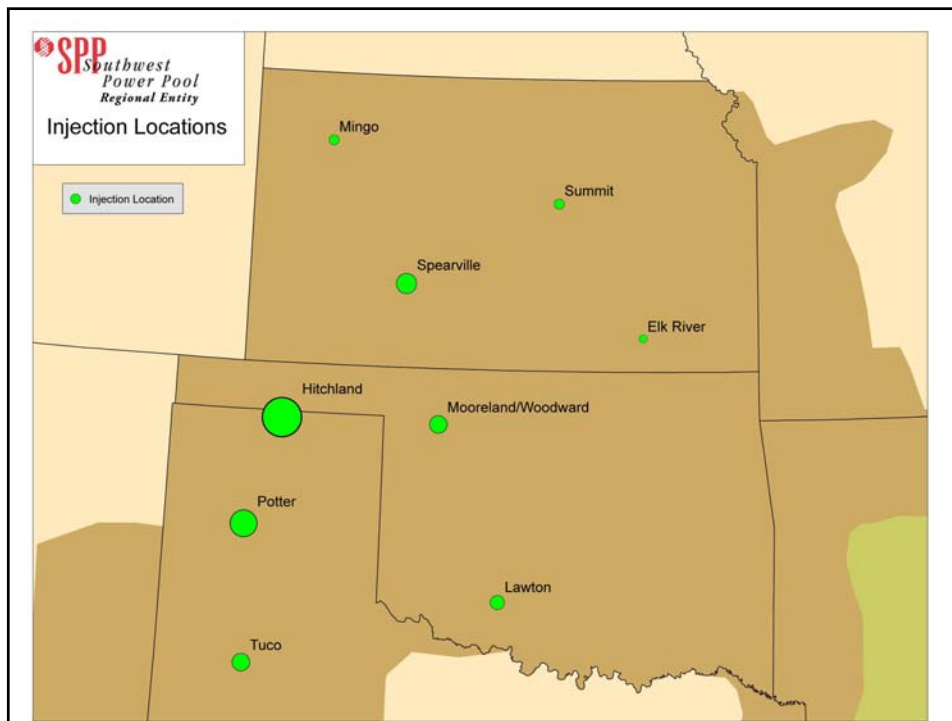 SPP
Southwest
Power Pool
Regional Entity
Injection Locations
Injection Location
Mingo
Summit
Spearville
Elk River
Hitchland
Mooreland/Woodward
Potter
Lawton
Tuco